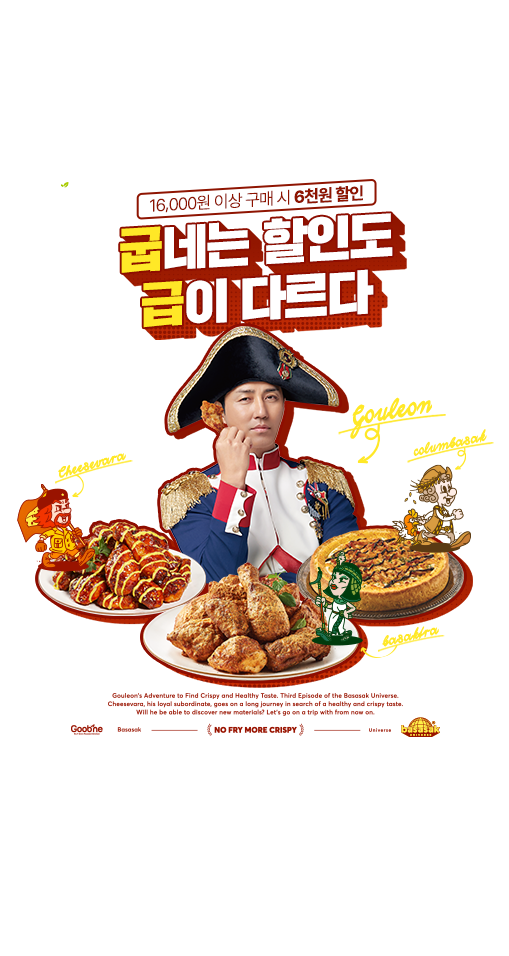 16,000원 이상 구매 시 6천원 할인
굽네는 할인도
급이 다르다
Gouleon
columbasak
Cheesevara
basakira
Gouleon's Adventure to Find Crispy and Healthy Taste. Third Episode of the Basasak Universe.
Cheesevara, his loyal subordinate, goes on a long journey in search of a healthy and crispy taste.
Will he be able to discover new materials? Let's go on a trip with from now on.
Goobne Basasak NO FRY MORE CRISPY Universe basasak
UNIVERSE